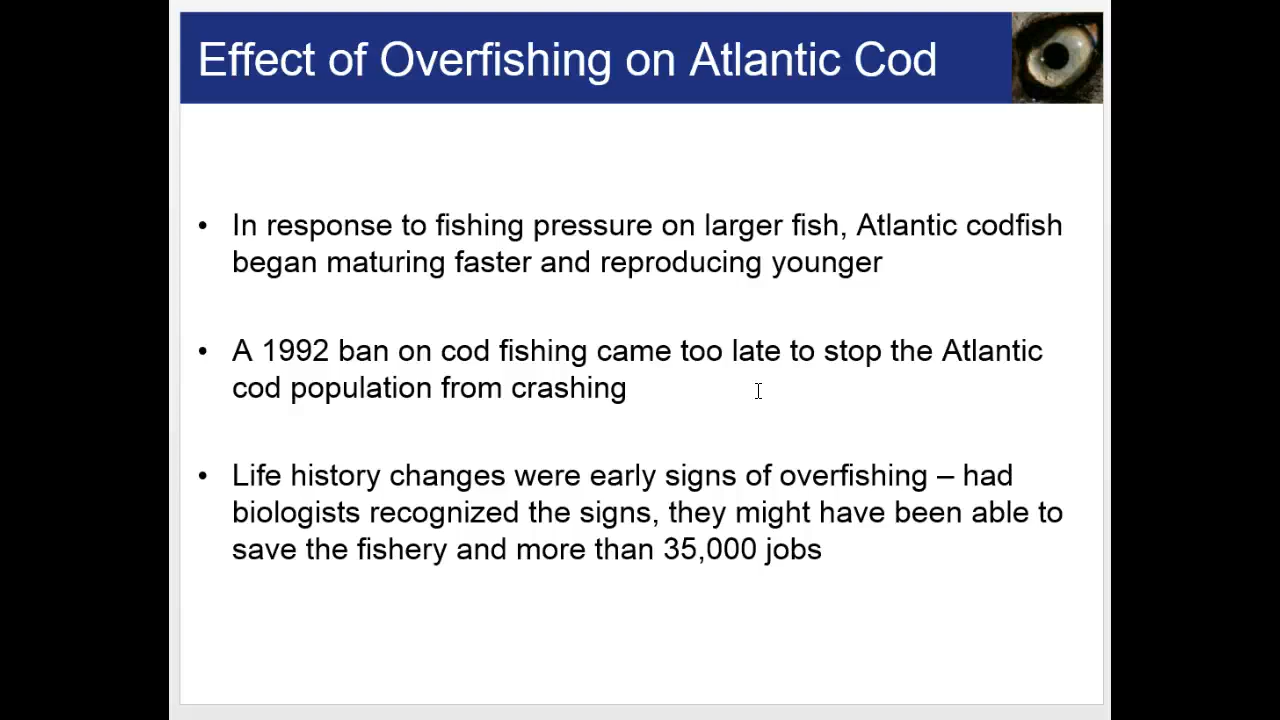 Effect of Overfishing on Atlantic Cod
• In response to fishing pressure on larger fish, Atlantic codfish
began maturing faster and reproducing younger
• A 1992 ban on cod fishing came too late to stop the Atlantic
cod population from crashing
• Life history changes were early signs of overfishing – had
biologists recognized the signs, they might have been able to
save the fishery and more than 35,000 jobs